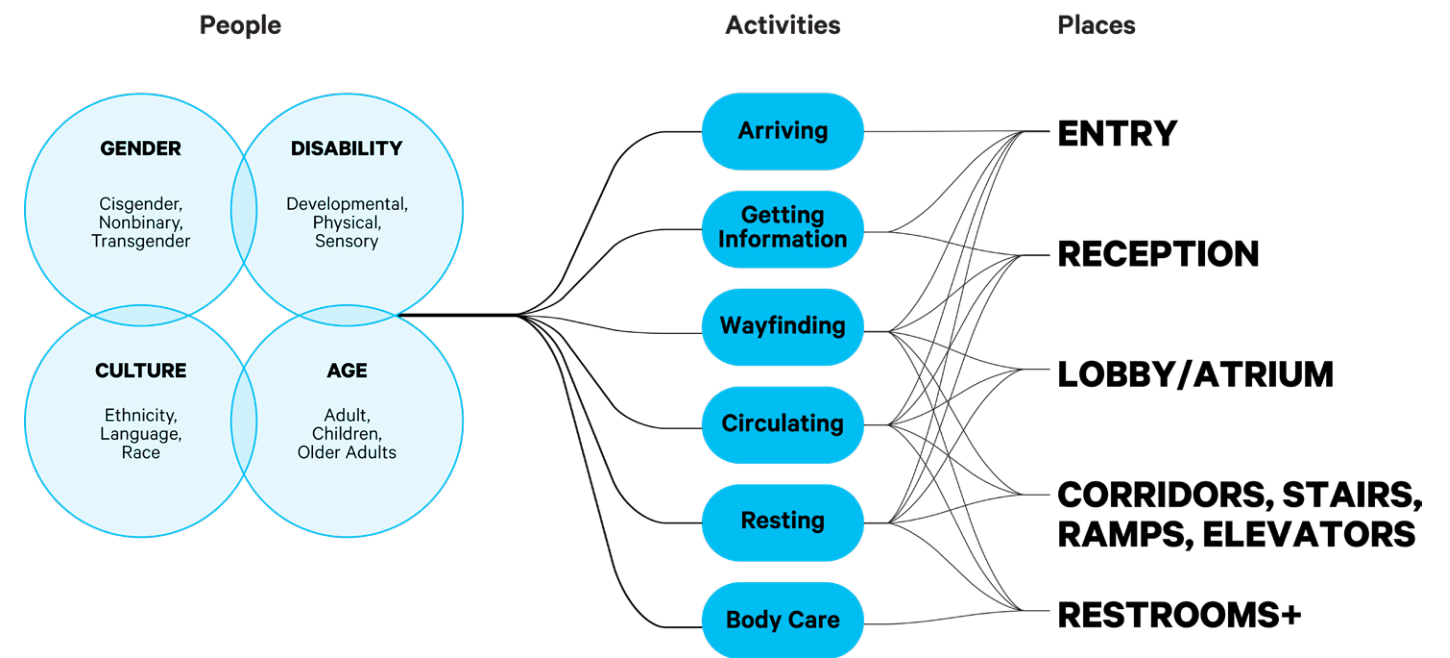 People
Activities
Places
GENDER
Cisgender,
Nonbinary,
Transgender
DISABILITY
Developmental,
Physical,
Sensory
CULTURE
Ethnicity,
Language,
Race
AGE
Adult,
Children,
Older Adults
Arriving
Getting
Information
Wayfinding
Circulating
Resting
Body Care
ENTRY
RECEPTION
LOBBY/ATRIUM
CORRIDORS, STAIRS,
RAMPS, ELEVATORS
RESTROOMS+